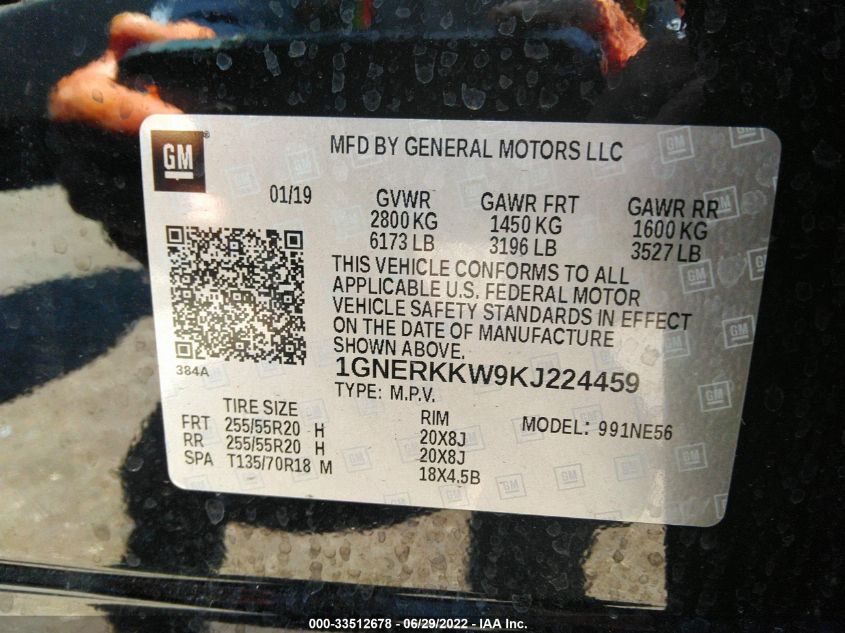 GM
MFD BY GENERAL MOTORS LLC
01/19 GVWR GAWR FRT GAWR RR
2800 KG 1450 KG 1600 KG
6173 LB 3196 LB 3527 LB
THIS VEHICLE CONFORMS TO ALL
APPLICABLE U.S. FEDERAL MOTOR
VEHICLE SAFETY STANDARDS IN EFFECT
ON THE DATE OF MANUFACTURE
SHOWN ABOVE.
384A
1GNERKKW9KJ224459
TYPE: M.P.V.
TIRE SIZE RIM MODEL: 991NE56
FRT 255/55R20 H 20X8J
RR 255/55R20 H 20X8J
SPA T135/70R18 M 18X4.5B
000-33512678 - 06/29/2022 - IAA Inc.